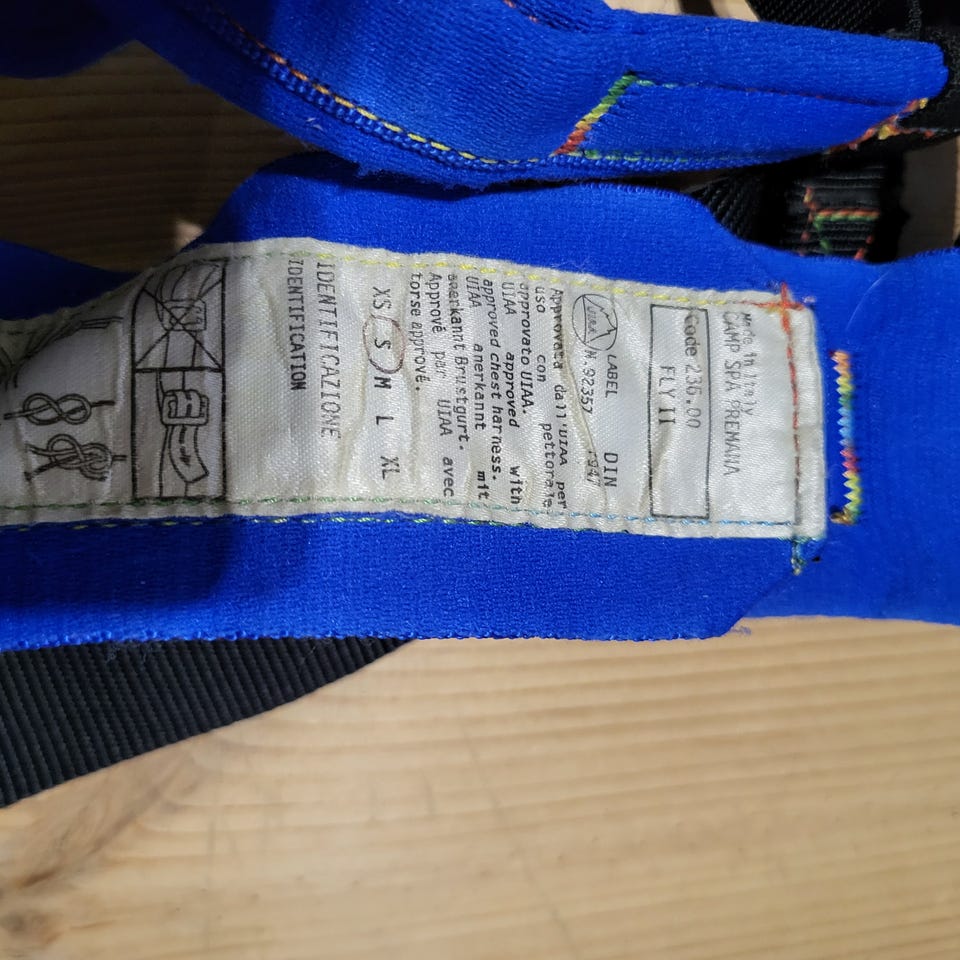 Made in Italy
CAMP SPA PREMANA
Code 236.00
FLY II
LABEL DIN
UIAA N.92357 7947
Approvata dall'UIAA per
uso con pettorale
approvato UIAA.
UIAA approved with
approved chest harness.
UIAA anerkannt mit
anerkannt Brustgurt.
Apprové par UIAA avec
torse apprové.
XS S M L XL
IDENTIFICAZIONE
IDENTIFICATION